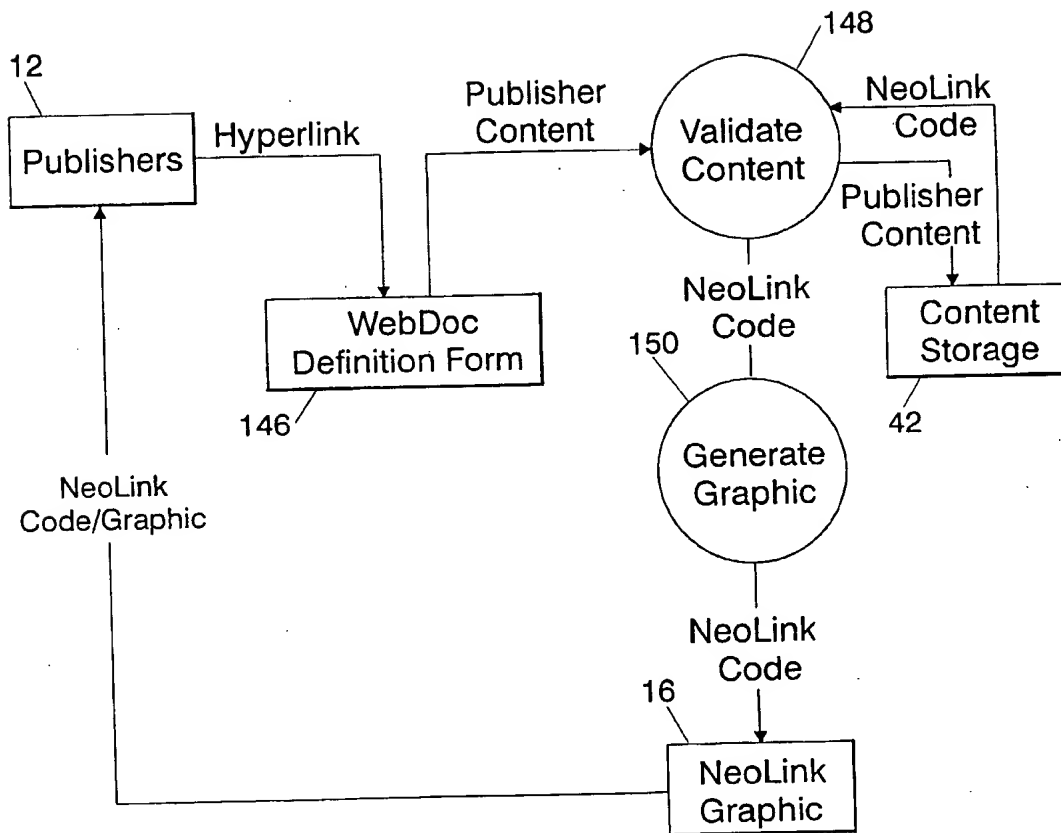 12
Publishers
Hyperlink
Publisher
Content
148
Validate
Content
NeoLink
Code
Publisher
Content
WebDoc
Definition Form
146
NeoLink
Code
Content
Storage
42
150
Generate
Graphic
NeoLink
Code/Graphic
NeoLink
Code
16
NeoLink
Graphic